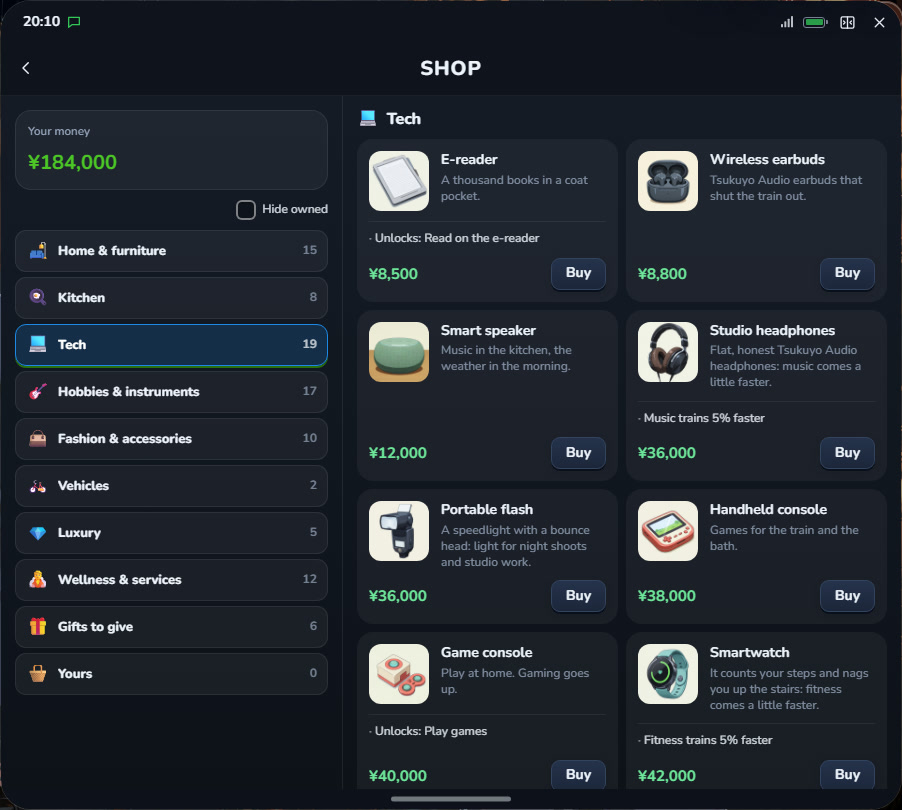 20:10
SHOP
Your money
¥184,000
Hide owned
Home & furniture 15
Kitchen 8
Tech 19
Hobbies & instruments 17
Fashion & accessories 10
Vehicles 2
Luxury 5
Wellness & services 12
Gifts to give 6
Yours 0
Tech
E-reader
A thousand books in a coat
pocket.
· Unlocks: Read on the e-reader
¥8,500 Buy
Wireless earbuds
Tsukuyo Audio earbuds that
shut the train out.
¥8,800 Buy
Smart speaker
Music in the kitchen, the
weather in the morning.
¥12,000 Buy
Studio headphones
Flat, honest Tsukuyo Audio
headphones: music comes a
little faster.
· Music trains 5% faster
¥36,000 Buy
Portable flash
A speedlight with a bounce
head: light for night shoots
and studio work.
¥36,000 Buy
Handheld console
Games for the train and the
bath.
¥38,000 Buy
Game console
Play at home. Gaming goes
up.
· Unlocks: Play games
¥40,000 Buy
Smartwatch
It counts your steps and nags
you up the stairs: fitness
comes a little faster.
· Fitness trains 5% faster
¥42,000 Buy